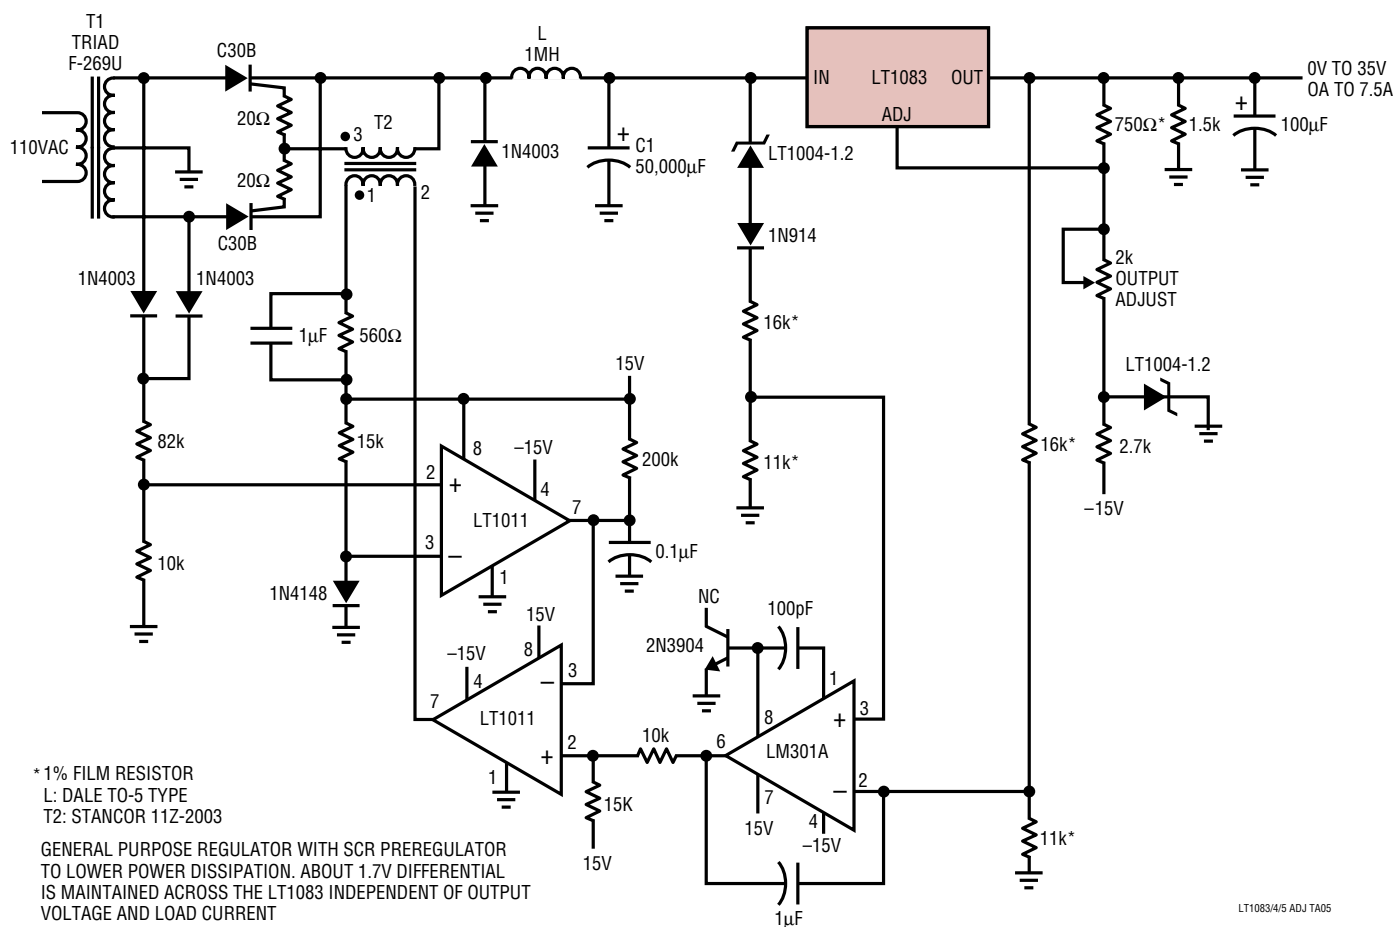 T1
TRIAD
F-269U
110VAC
C30B
20Ω
20Ω
C30B
T2
3
1
2
1N4003
L
1MH
+
C1
50,000µF
LT1004-1.2
1N914
16k*
11k*
IN
LT1083
OUT
ADJ
0V TO 35V
OA TO 7.5A
750Ω*
1.5k
+
100µF
2k
OUTPUT
ADJUST
LT1004-1.2
2.7k
–15V
16k*
11k*
1N4003
1N4003
82k
10k
1µF
560Ω
15k
1N4148
15V
200k
0.1µF
–15V
8
4
2
+
LT1011
7
3
–
1
15V
–15V
8
4
3
–
7
LT1011
2
+
1
15K
15V
10k
NC
2N3904
100pF
1
8
3
+
6
LM301A
2
–
7
15V
4
–15V
1µF
* 1% FILM RESISTOR
L: DALE TO-5 TYPE
T2: STANCOR 11Z-2003
GENERAL PURPOSE REGULATOR WITH SCR PREREGULATOR
TO LOWER POWER DISSIPATION. ABOUT 1.7V DIFFERENTIAL
IS MAINTAINED ACROSS THE LT1083 INDEPENDENT OF OUTPUT
VOLTAGE AND LOAD CURRENT
LT1083/4/5 ADJ TA05